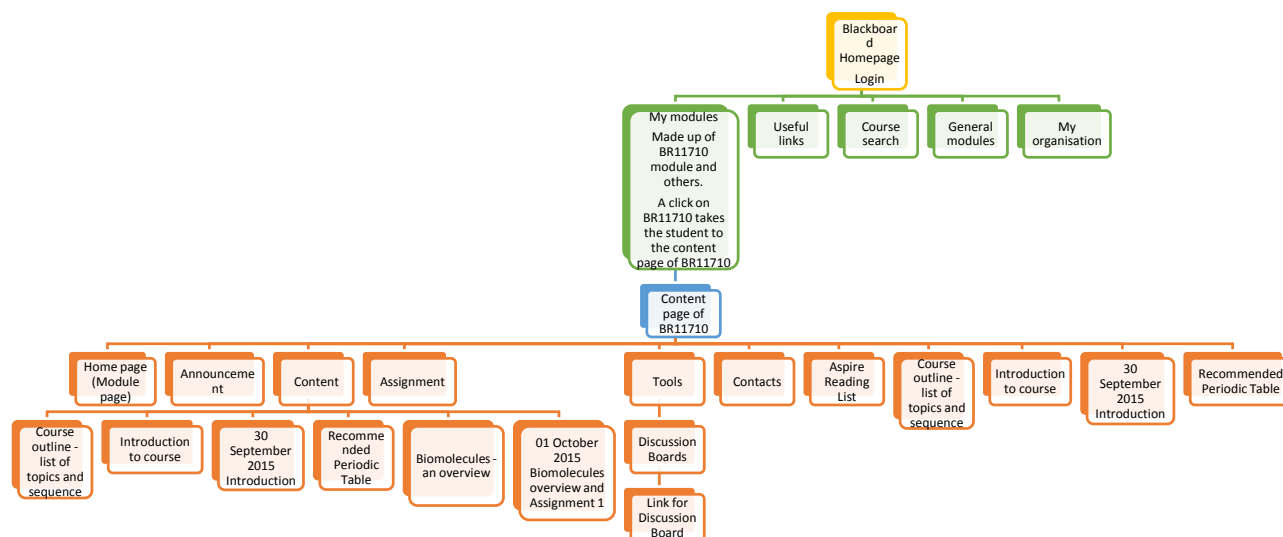 Blackboar
d
Homepage
Login
My modules
Made up of
BR11710
module and
others.
A click on
BR11710 takes
the student to
the content
page of BR11710
Useful
links
Course
search
General
modules
My
organisation
Content
page of
BR11710
Home page
(Module
page)
Announceme
nt
Content
Assignment
Tools
Contacts
Aspire
Reading
List
Course
outline -
list of
topics and
sequence
Introduction
to course
30
September
2015
Introduction
Recommended
Periodic Table
Course
outline -
list of
topics and
sequence
Introduction
to course
30
September
2015
Introduction
Recomme
nded
Periodic
Table
Biomolecules -
an overview
01 October
2015
Biomolecules
overview and
Assignment 1
Discussion
Boards
Link for
Discussion
Board